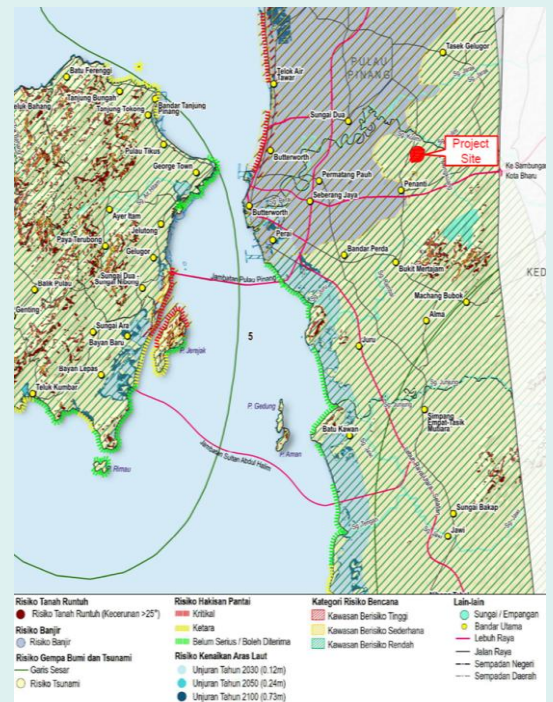 Batu Ferenggi
Tanjung Bungah
Tanjung Tokong
Bandar Tanjung
Pinang
Teluk Bahang
Pulau Tikus
George Town
Ayer Itam
Jelutong
Paya Terubong
Gelugor
Balik Pulau
Sungai Dua -
Sungai Nibong
Genting
Sungai Ara
Bayan Baru
Bayan Lepas
Teluk Kumbar
P. Jerejak
P. Rimau
Jambatan Pulau Pinang
5
P. Gedung
P. Aman
Jambatan Sultan Abdul Halim
PULAU
PINANG
Tasek Gelugor
Telok Air
Tawar
Sungai Dua
Butterworth
Project
Site
Ke Sambungan
Kota Bharu
Permatang Pauh
Penanti
Seberang Jaya
Butterworth
Perai
Bandar Perda
Bukit Mertajam
KED
Machang Bubok
Alma
Juru
Sg. Junjung
Simpang
Empat-Tasik
Mutiara
Batu Kawan
Sungai Bakap
Jawi
Risiko Tanah Runtuh
Risiko Tanah Runtuh (Kecerunan >25°)
Risiko Banjir
Risiko Banjir
Risiko Gempa Bumi dan Tsunami
Garis Sesar
Risiko Tsunami
Risiko Hakisan Pantai
Kritikal
Ketara
Belum Serius / Boleh Diterima
Risiko Kenaikan Aras Laut
Unjuran Tahun 2030 (0.12m)
Unjuran Tahun 2050 (0.24m)
Unjuran Tahun 2100 (0.73m)
Kategori Risiko Bencana
Kawasan Berisiko Tinggi
Kawasan Berisiko Sederhana
Kawasan Berisiko Rendah
Lain-lain
Sungai / Empangan
Bandar Utama
Lebuh Raya
Jalan Raya
Sempadan Negeri
Sempadan Daerah